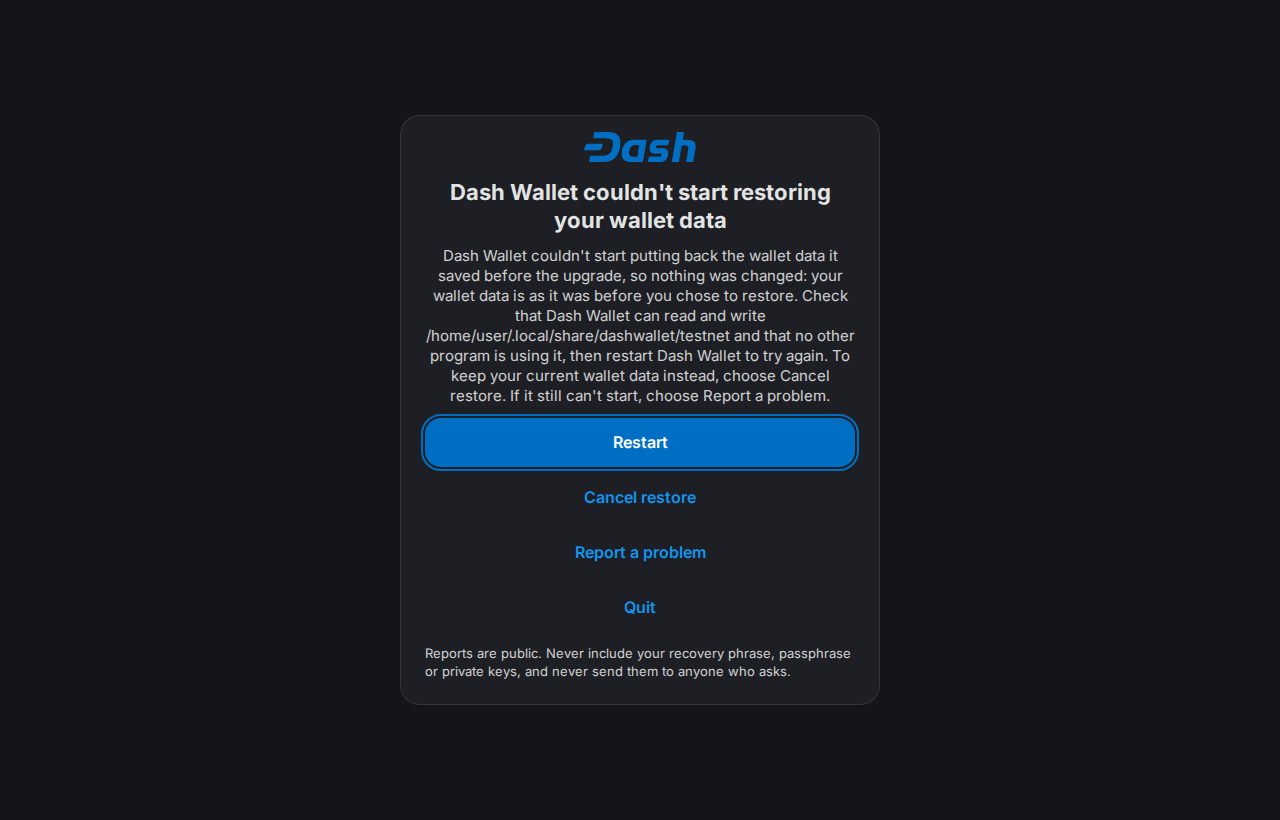 Dash
Dash Wallet couldn't start restoring
your wallet data
Dash Wallet couldn't start putting back the wallet data it
saved before the upgrade, so nothing was changed: your
wallet data is as it was before you chose to restore. Check
that Dash Wallet can read and write
/home/user/.local/share/dashwallet/testnet and that no other
program is using it, then restart Dash Wallet to try again. To
keep your current wallet data instead, choose Cancel
restore. If it still can't start, choose Report a problem.
Restart
Cancel restore
Report a problem
Quit
Reports are public. Never include your recovery phrase, passphrase
or private keys, and never send them to anyone who asks.